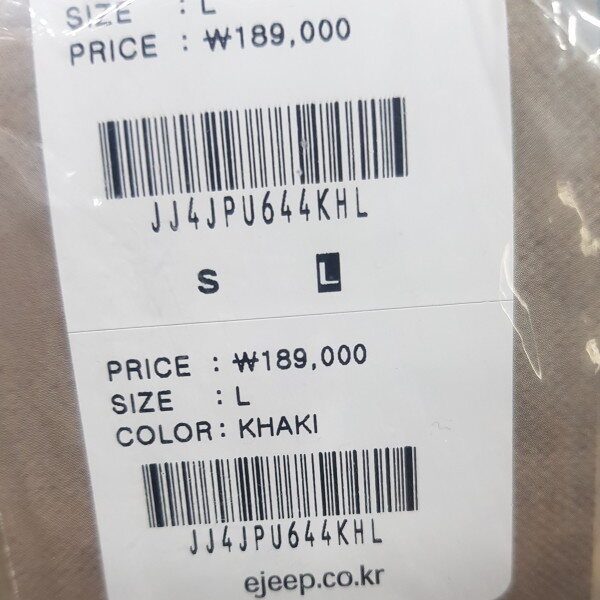 SIZE : L
PRICE : ₩189,000
JJ4JPU644KHL
S L
PRICE : ₩189,000
SIZE : L
COLOR : KHAKI
JJ4JPU644KHL
ejeep.co.kr